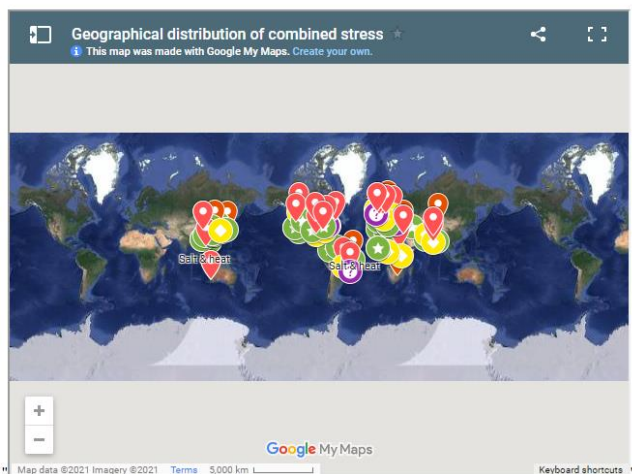 Geographical distribution of combined stress
This map was made with Google My Maps. Create your own.
Salt & heat
Salt & heat
+
−
Google My Maps
" Map data ©2021 Imagery ©2021 Terms 5,000 km Keyboard shortcuts "